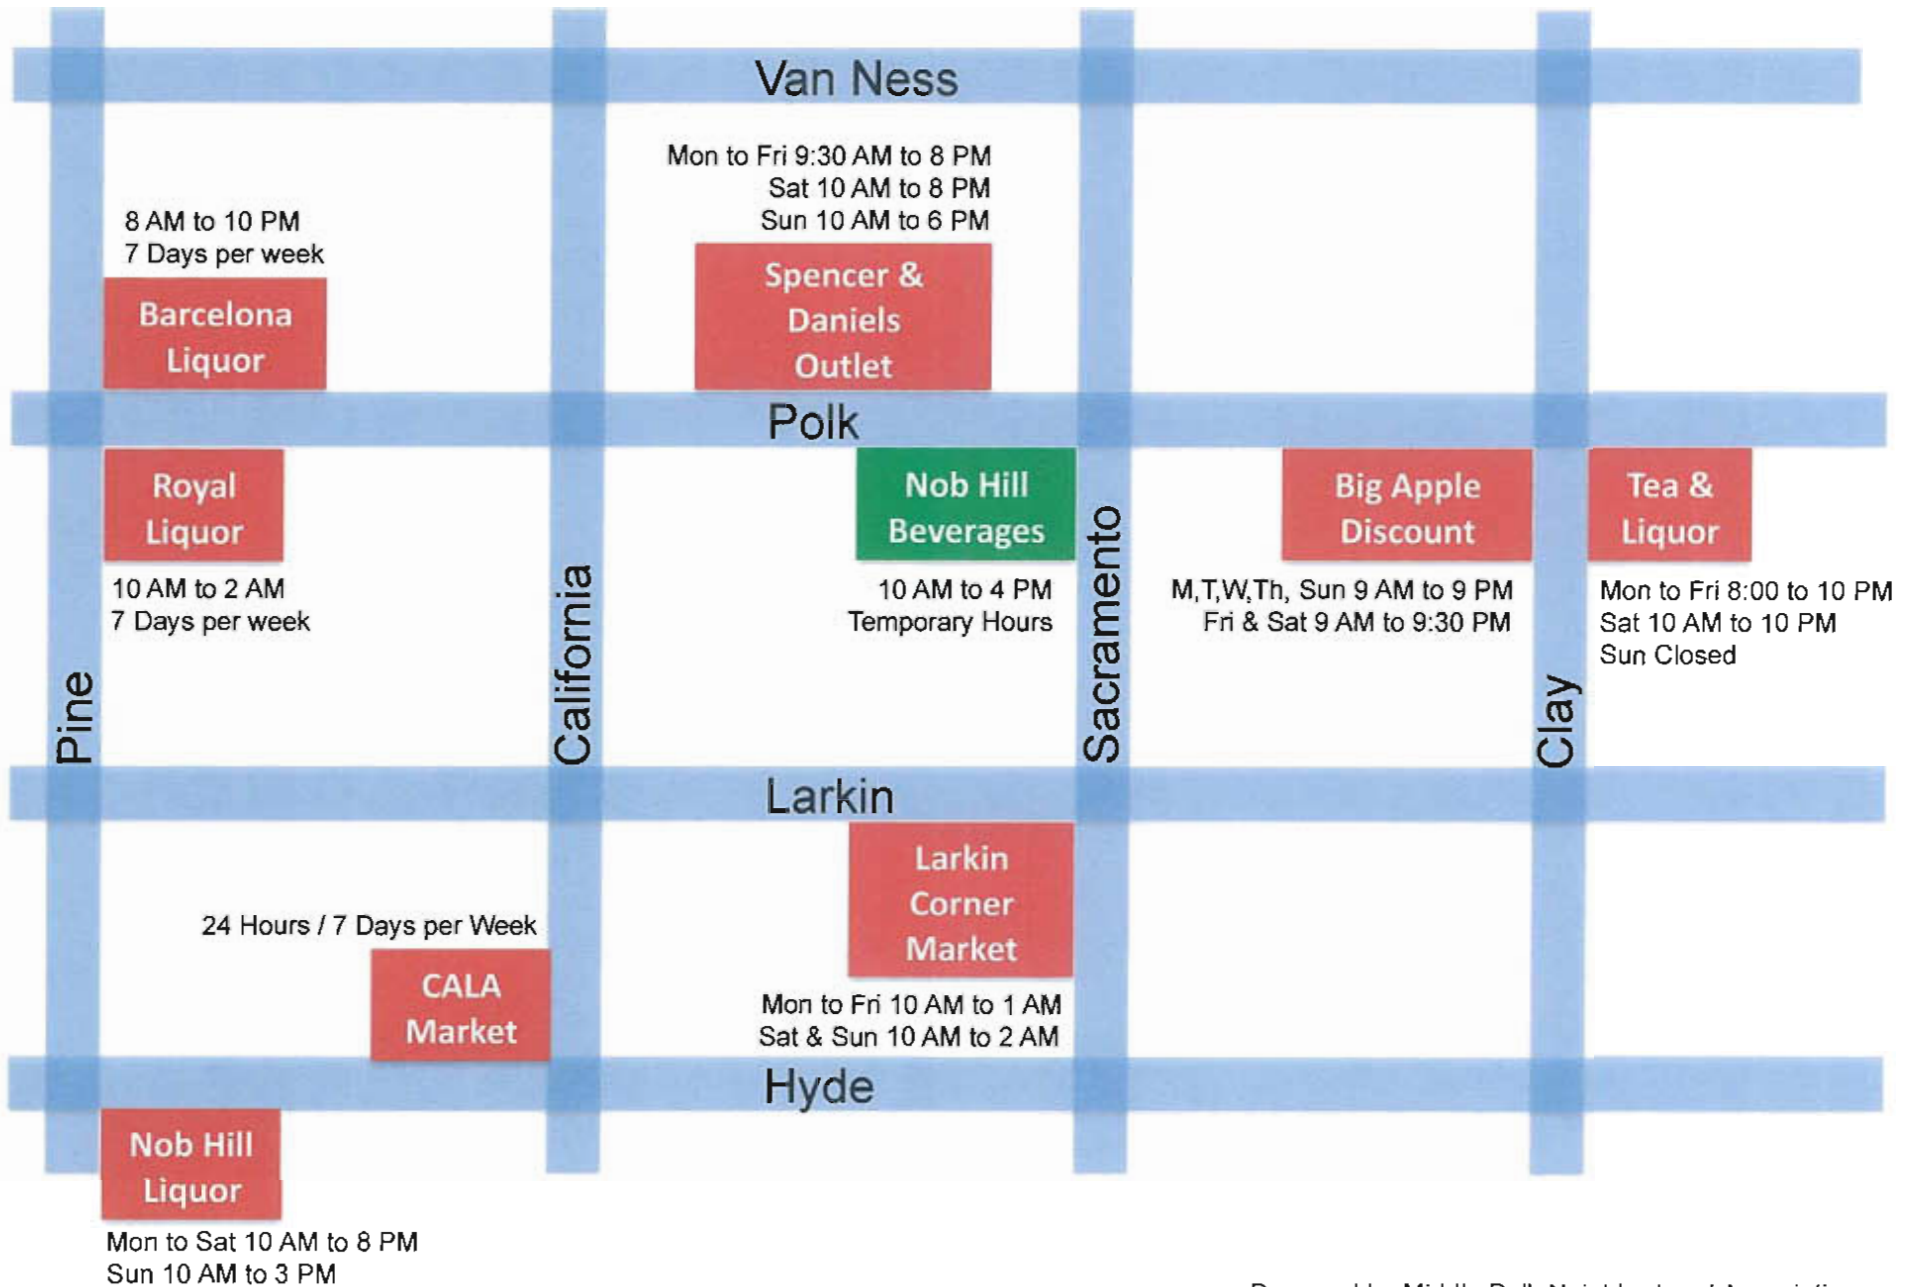 Van Ness
Mon to Fri 9:30 AM to 8 PM
Sat 10 AM to 8 PM
Sun 10 AM to 6 PM
8 AM to 10 PM
7 Days per week
Barcelona
Liquor
Spencer &
Daniels
Outlet
Polk
Royal
Liquor
10 AM to 2 AM
7 Days per week
Nob Hill
Beverages
10 AM to 4 PM
Temporary Hours
Big Apple
Discount
M,T,W,Th, Sun 9 AM to 9 PM
Fri & Sat 9 AM to 9:30 PM
Tea &
Liquor
Mon to Fri 8:00 to 10 PM
Sat 10 AM to 10 PM
Sun Closed
Pine
California
Sacramento
Clay
Larkin
Larkin
Corner
Market
Mon to Fri 10 AM to 1 AM
Sat & Sun 10 AM to 2 AM
24 Hours / 7 Days per Week
CALA
Market
Hyde
Nob Hill
Liquor
Mon to Sat 10 AM to 8 PM
Sun 10 AM to 3 PM